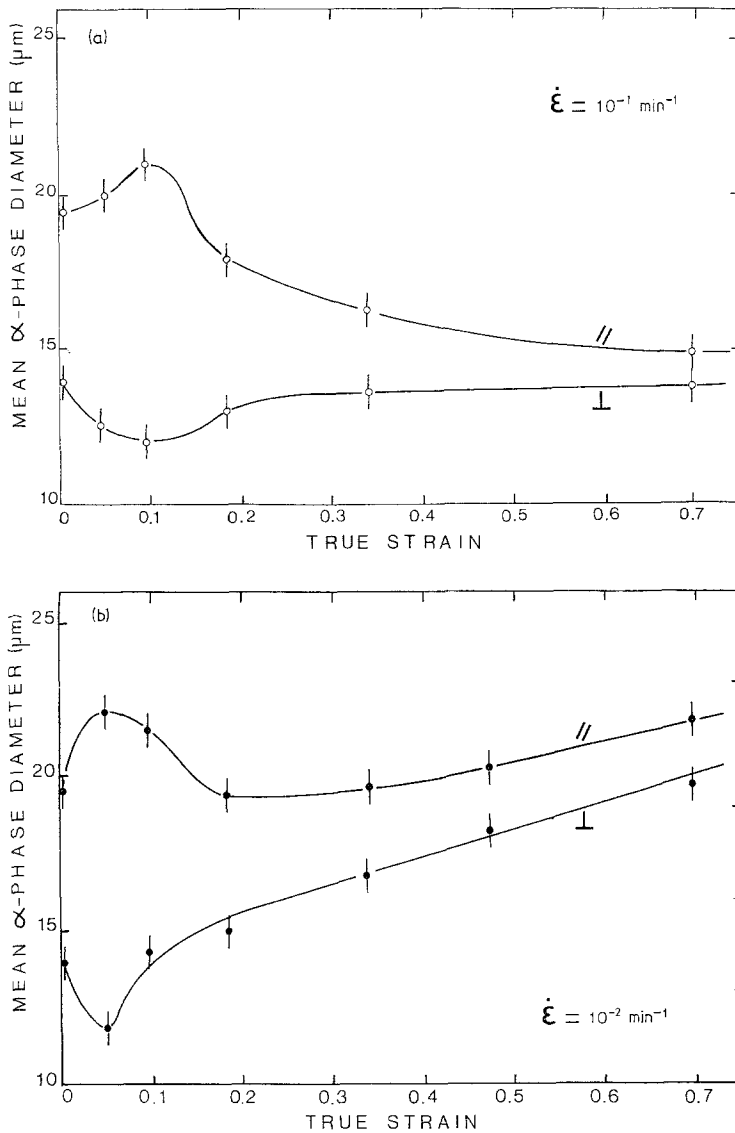 (a)
MEAN α-PHASE DIAMETER (μm)
25
20
15
10
ε̇ = 10⁻¹ min⁻¹
//
⊥
0 0.1 0.2 0.3 0.4 0.5 0.6 0.7
TRUE STRAIN
(b)
MEAN α-PHASE DIAMETER (μm)
25
20
15
10
//
⊥
ε̇ = 10⁻² min⁻¹
0 0.1 0.2 0.3 0.4 0.5 0.6 0.7
TRUE STRAIN